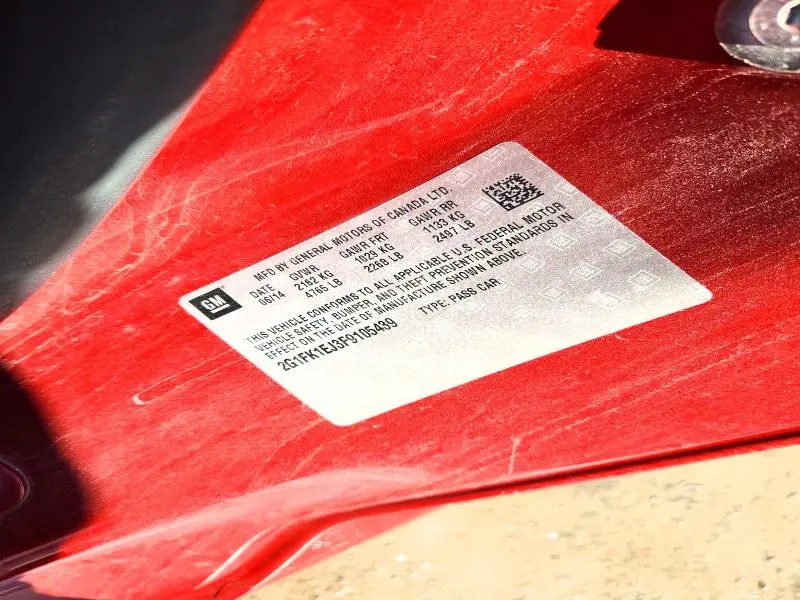 GM
MFD BY GENERAL MOTORS OF CANADA LTD.
DATE GVWR GAWR FRT GAWR RR
06/14 2162 KG 1029 KG 1133 KG
4765 LB 2268 LB 2497 LB
THIS VEHICLE CONFORMS TO ALL APPLICABLE U.S. FEDERAL MOTOR
VEHICLE SAFETY, BUMPER, AND THEFT PREVENTION STANDARDS IN
EFFECT ON THE DATE OF MANUFACTURE SHOWN ABOVE.
2G1FK1EJ3F9105439 TYPE: PASS CAR